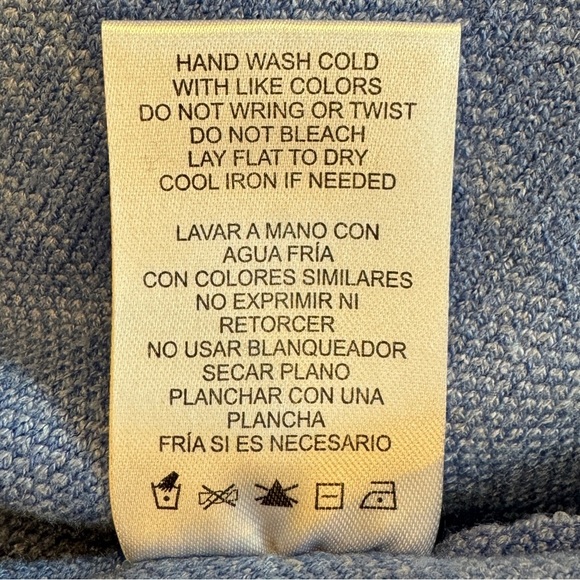 HAND WASH COLD
WITH LIKE COLORS
DO NOT WRING OR TWIST
DO NOT BLEACH
LAY FLAT TO DRY
COOL IRON IF NEEDED
LAVAR A MANO CON
AGUA FRÍA
CON COLORES SIMILARES
NO EXPRIMIR NI
RETORCER
NO USAR BLANQUEADOR
SECAR PLANO
PLANCHAR CON UNA
PLANCHA
FRÍA SI ES NECESARIO